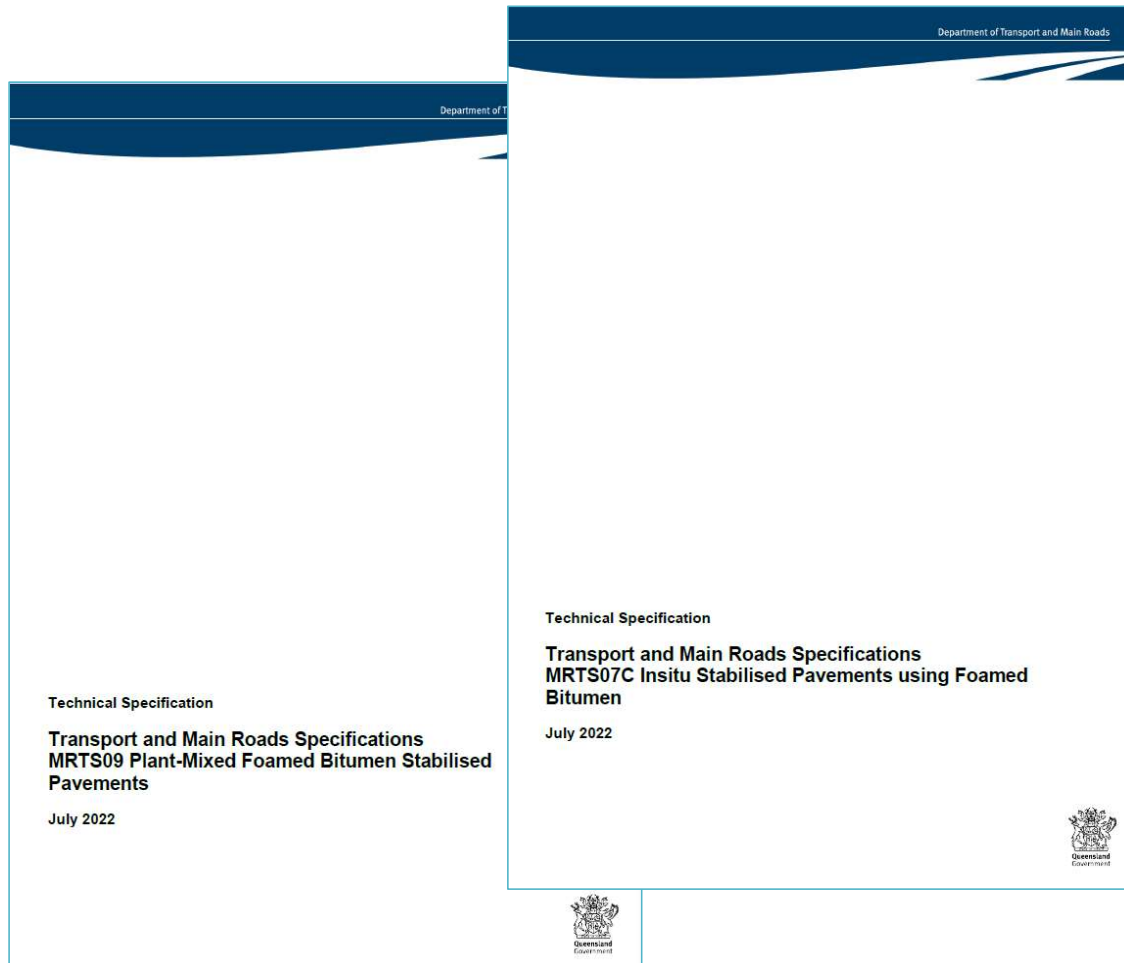 Department of T
Technical Specification
Transport and Main Roads Specifications
MRTS09 Plant-Mixed Foamed Bitumen Stabilised
Pavements
July 2022
Queensland
Government
Department of Transport and Main Roads
Technical Specification
Transport and Main Roads Specifications
MRTS07C Insitu Stabilised Pavements using Foamed
Bitumen
July 2022
Queensland
Government